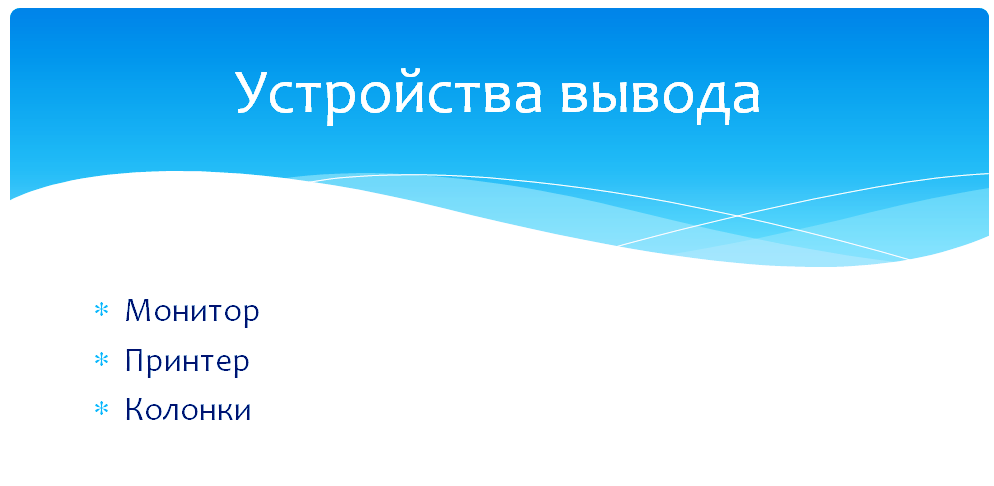 Устройства вывода
Монитор
Принтер
Колонки